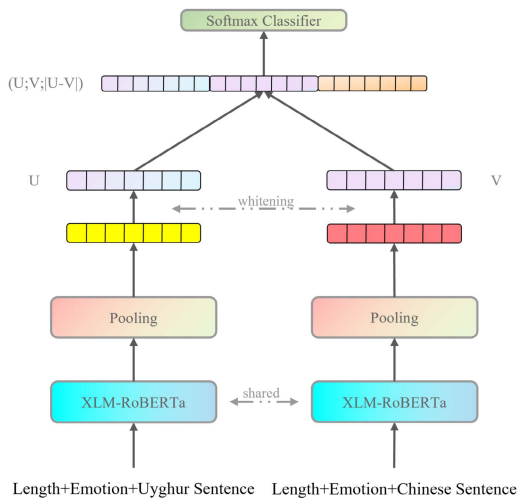 Softmax Classifier
(U;V;|U-V|)
U
V
whitening
Pooling
Pooling
XLM-RoBERTa
shared
XLM-RoBERTa
Length+Emotion+Uyghur Sentence
Length+Emotion+Chinese Sentence